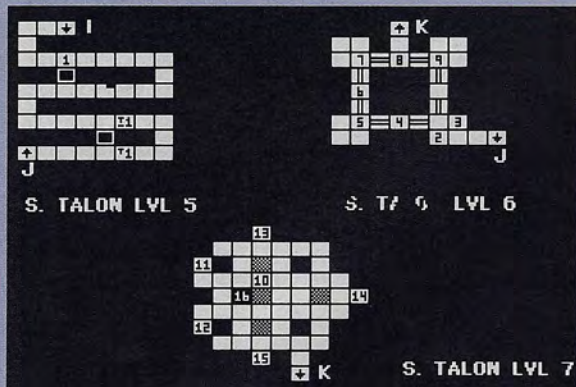 I
K
1
7 8 9
6
T1
5 4 3
2
T1
J
J
S. TALON LVL 5
S. TA LVL 6
13
11
10
16 14
12
15
K
S. TALON LVL 7